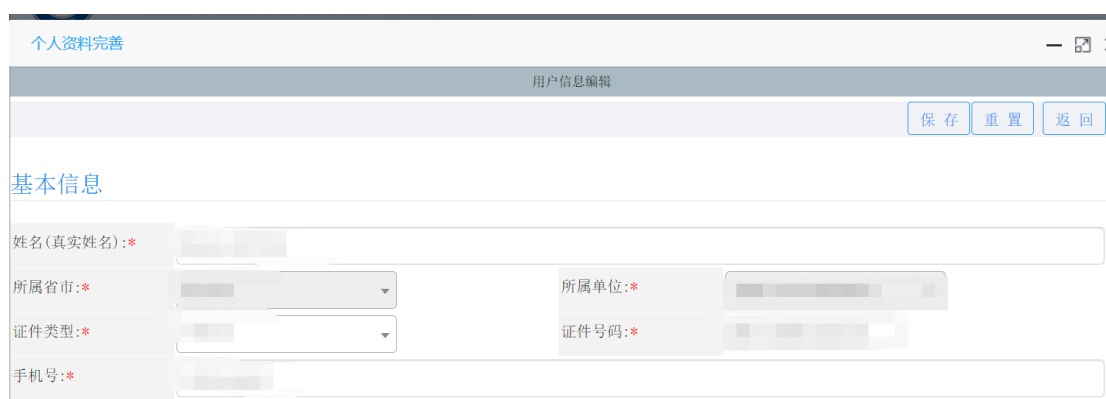 个人资料完善
用户信息编辑
保 存 重 置 返 回
基本信息
姓名(真实姓名):*
所属省市:* 所属单位:*
证件类型:* 证件号码:*
手机号:*